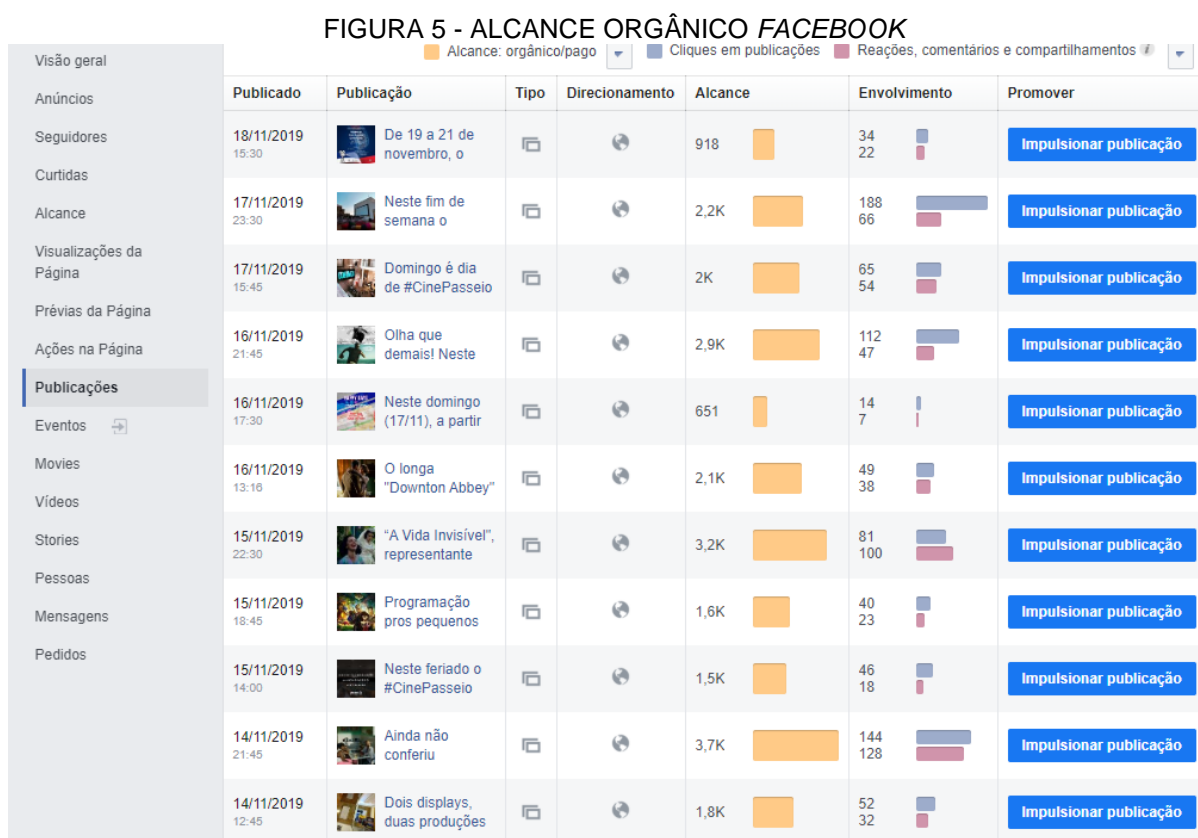 FIGURA 5 - ALCANCE ORGÂNICO FACEBOOK
Alcance: orgânico/pago Cliques em publicações Reações, comentários e compartilhamentos i
Visão geral
Anúncios
Seguidores
Curtidas
Alcance
Visualizações da
Página
Prévias da Página
Ações na Página
Publicações
Eventos
Movies
Vídeos
Stories
Pessoas
Mensagens
Pedidos
Publicado Publicação Tipo Direcionamento Alcance Envolvimento Promover
18/11/2019 De 19 a 21 de
15:30 novembro, o
918
34
22
Impulsionar publicação
17/11/2019 Neste fim de
23:30 semana o
2,2K
188
66
Impulsionar publicação
17/11/2019 Domingo é dia
15:45 de #CinePasseio
2K
65
54
Impulsionar publicação
16/11/2019 Olha que
21:45 demais! Neste
2,9K
112
47
Impulsionar publicação
16/11/2019 Neste domingo
17:30 (17/11), a partir
651
14
7
Impulsionar publicação
16/11/2019 O longa
13:16 "Downton Abbey"
2,1K
49
38
Impulsionar publicação
15/11/2019 "A Vida Invisível",
22:30 representante
3,2K
81
100
Impulsionar publicação
15/11/2019 Programação
18:45 pros pequenos
1,6K
40
23
Impulsionar publicação
15/11/2019 Neste feriado o
14:00 #CinePasseio
1,5K
46
18
Impulsionar publicação
14/11/2019 Ainda não
21:45 conferiu
3,7K
144
128
Impulsionar publicação
14/11/2019 Dois displays,
12:45 duas produções
1,8K
52
32
Impulsionar publicação